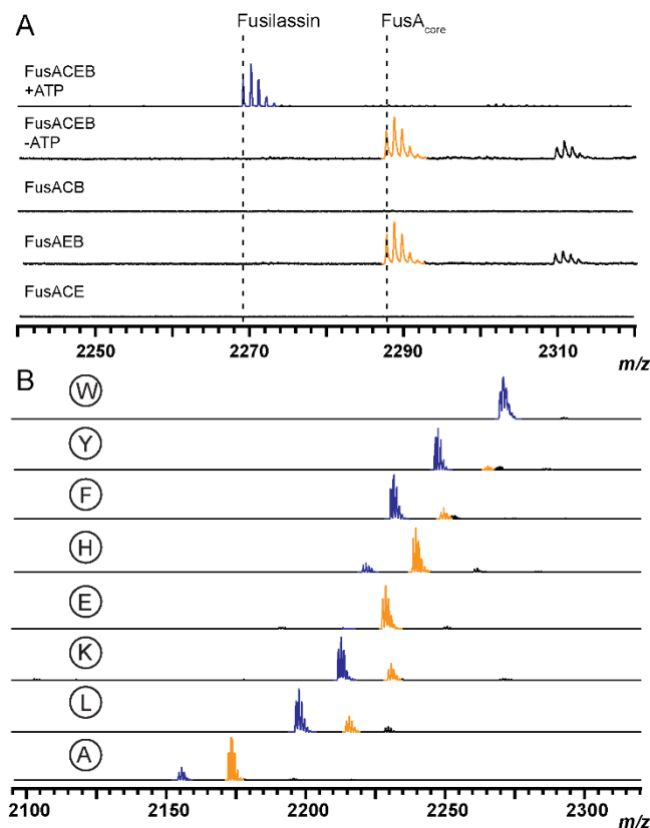 A
Fusilassin FusAcore
FusACEB
+ATP
FusACEB
-ATP
FusACB
FusAEB
FusACE
2250 2270 2290 2310
m/z
B
W
Y
F
H
E
K
L
A
2100 2150 2200 2250 2300
m/z